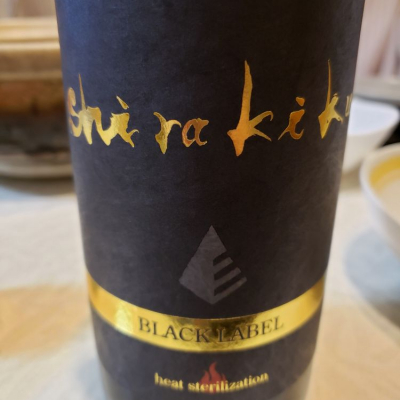 shirakiku
BLACK LABEL
heat sterilization